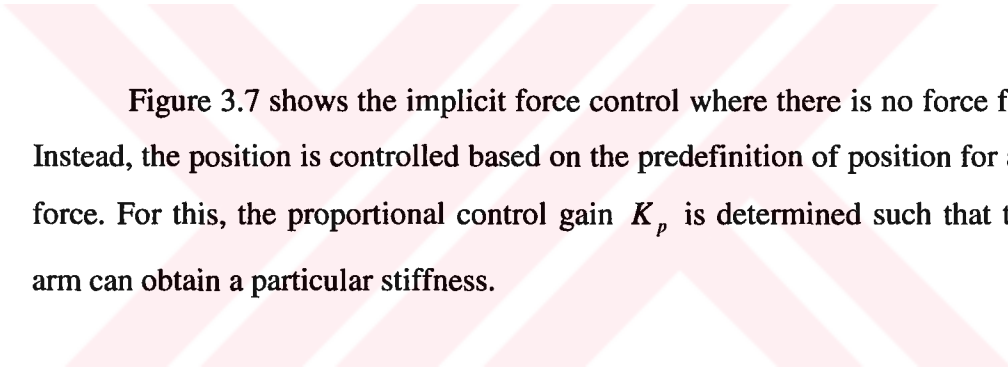 Figure 3.7 shows the implicit force control where there is no force
Instead, the position is controlled based on the predefinition of position for
force. For this, the proportional control gain K_p is determined such that
arm can obtain a particular stiffness.